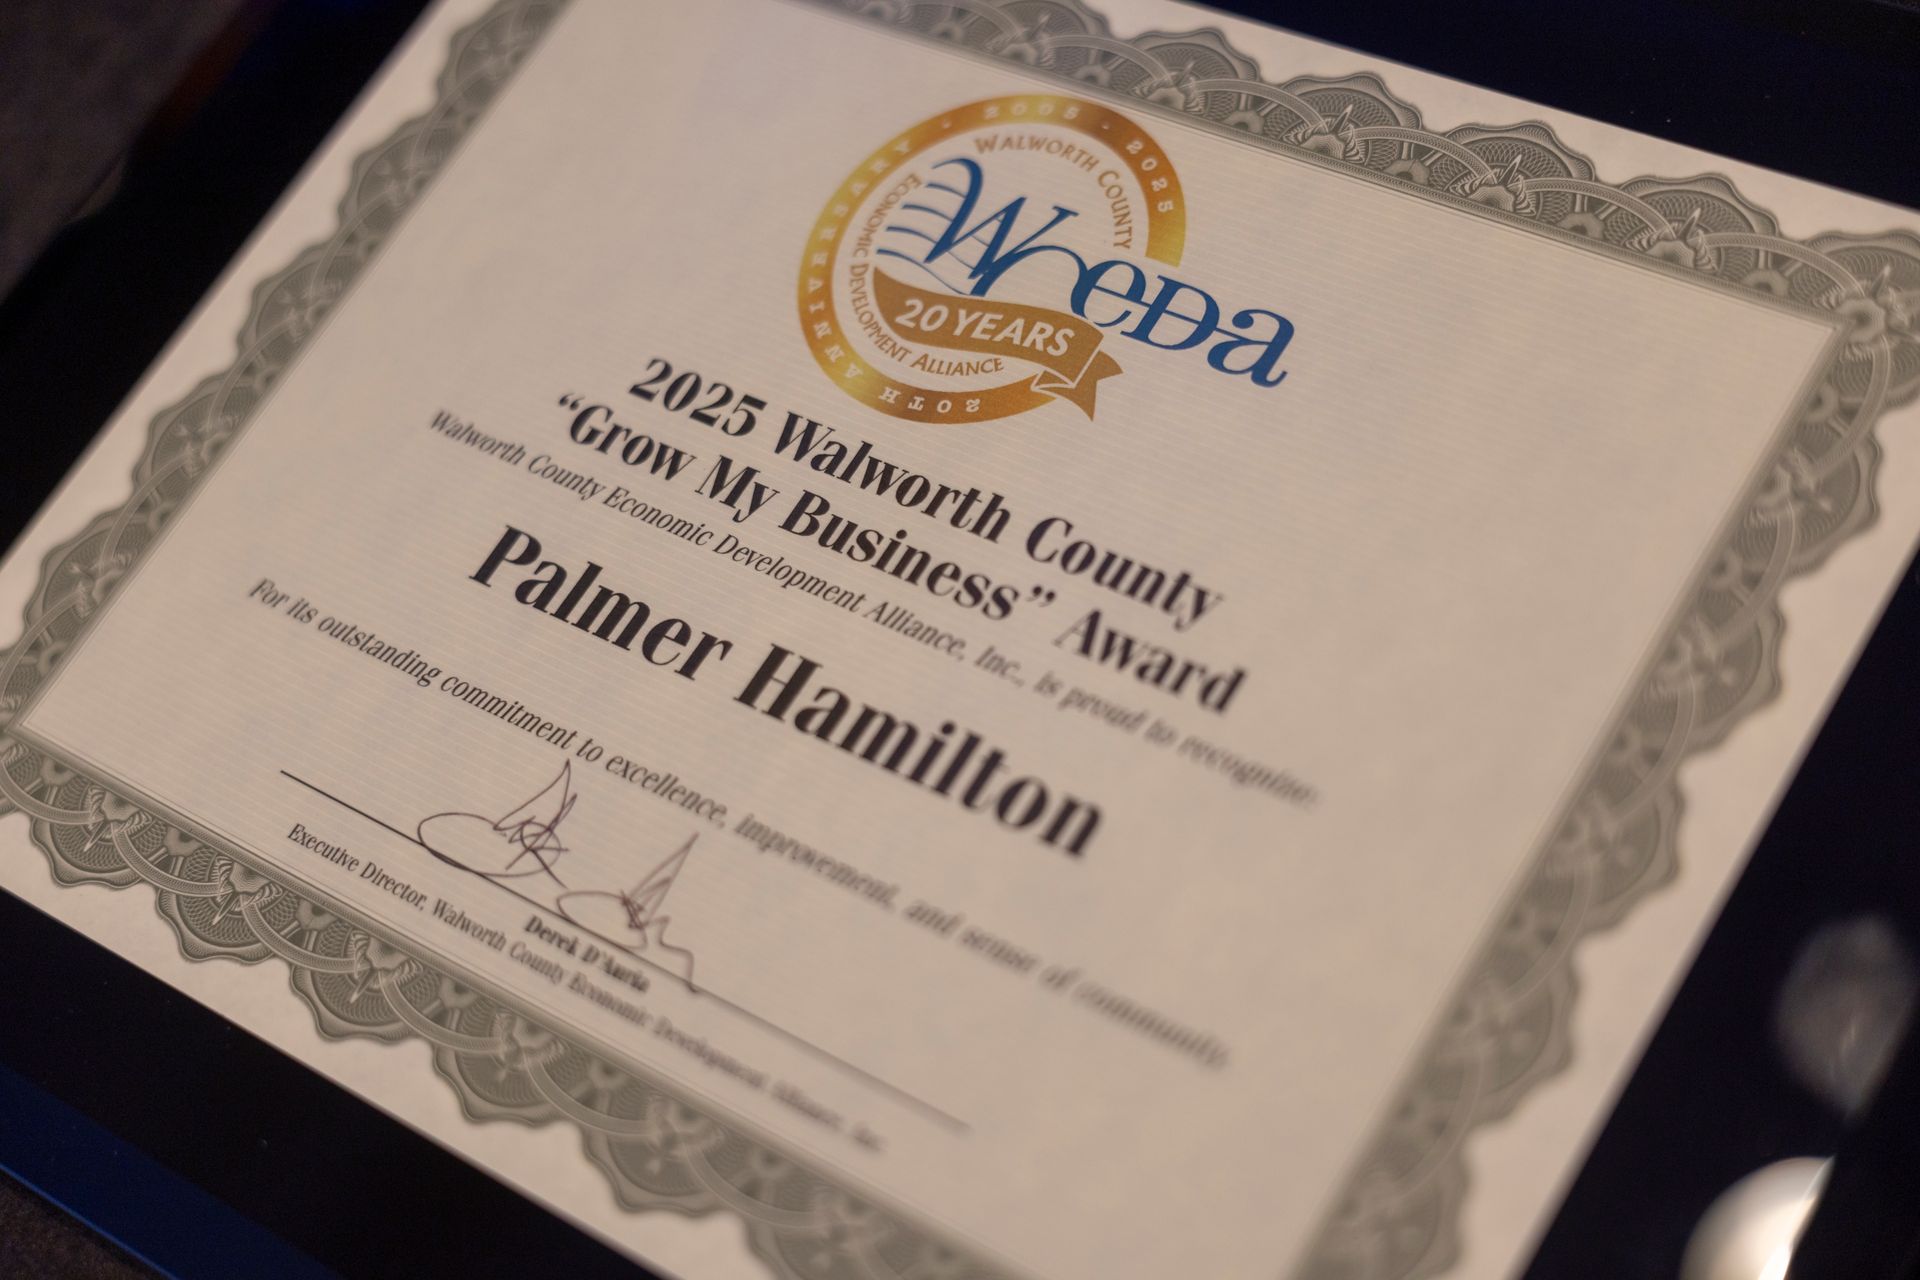 20TH ANNIVERSARY · 2005 - 2025
WALWORTH COUNTY
ECONOMIC DEVELOPMENT ALLIANCE
WCEDA
20 YEARS
2025 Walworth County
“Grow My Business” Award
Walworth County Economic Development Alliance, Inc., is proud to recognize:
Palmer Hamilton
For its outstanding commitment to excellence, improvement, and sense of community.
Derek D'Auria
Executive Director, Walworth County Economic Development Alliance, Inc.